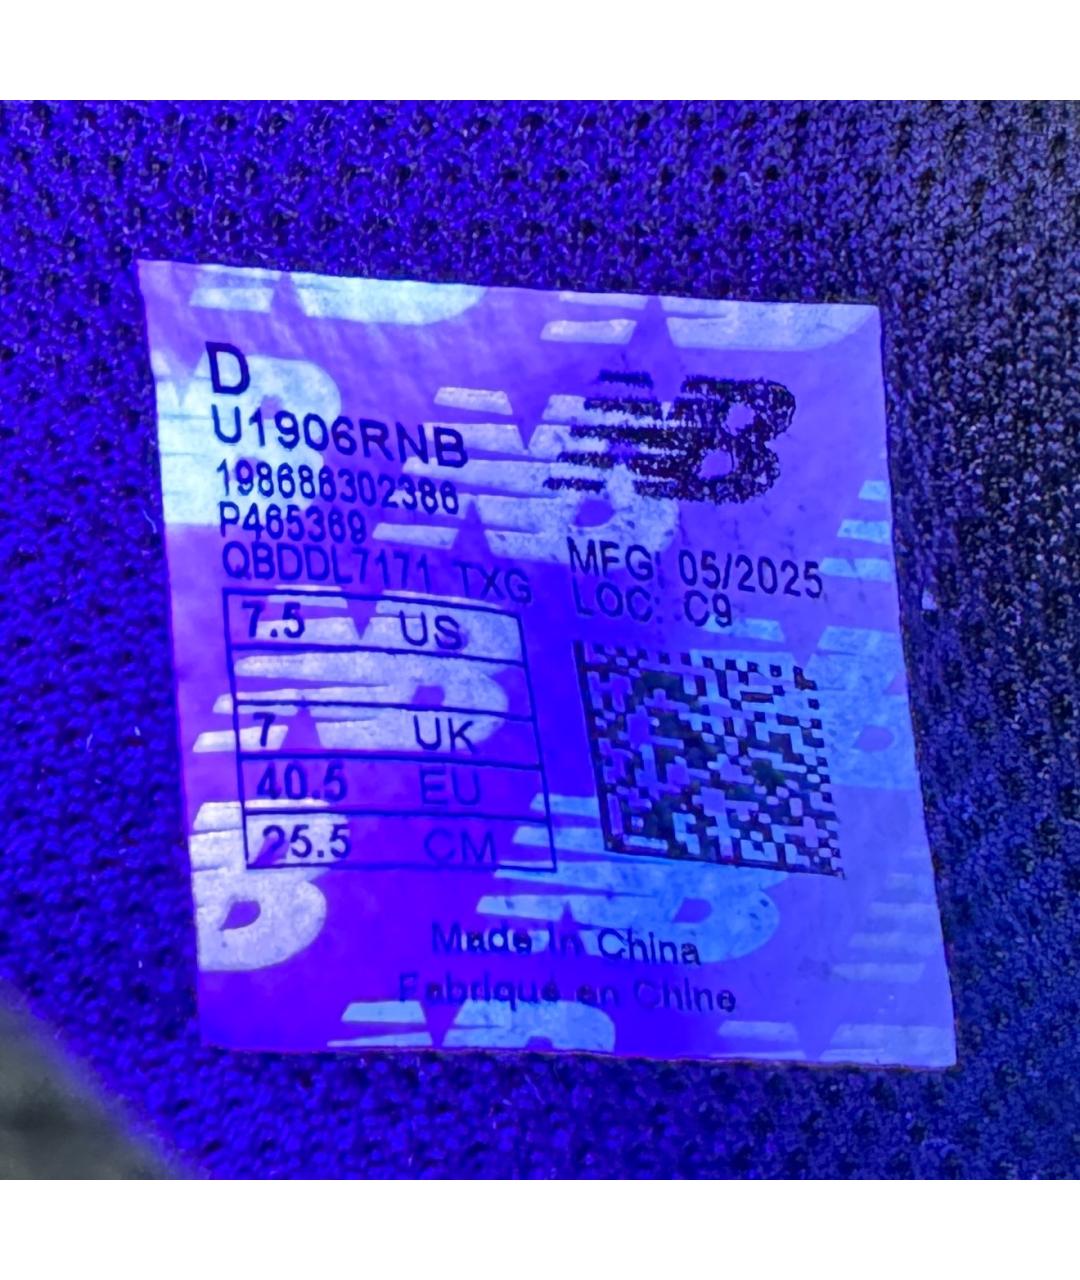 D
U1906RNB
198686302386
P465369
QBDDL7171 TXG
MFG: 05/2025
LOC: C9
7.5 US
7 UK
40.5 EU
25.5 CM
Made in China
Fabriqué en Chine